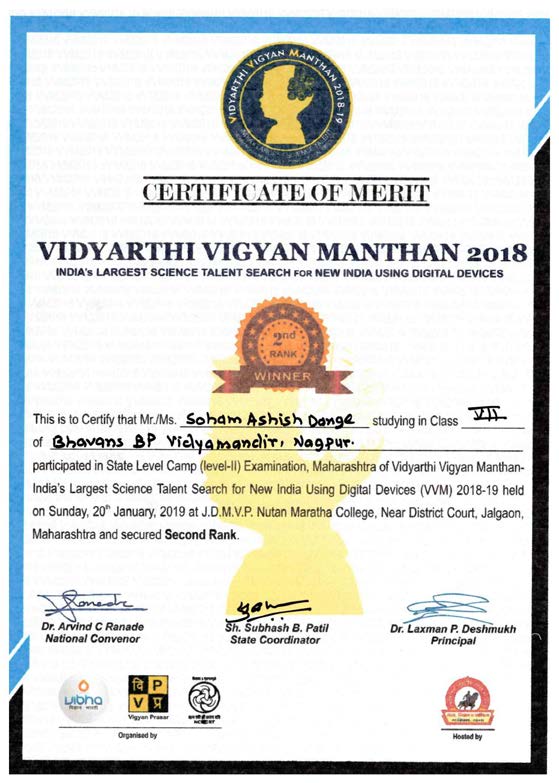 VIDYARTHI VIGYAN MANTHAN 2018-19
CERTIFICATE OF MERIT
VIDYARTHI VIGYAN MANTHAN 2018
INDIA's LARGEST SCIENCE TALENT SEARCH FOR NEW INDIA USING DIGITAL DEVICES
2nd
RANK
WINNER
This is to Certify that Mr./Ms. Soham Ashish Dange studying in Class VII
of Bhavans BP Vidyamandir, Nagpur.
participated in State Level Camp (level-II) Examination, Maharashtra of Vidyarthi Vigyan Manthan-
India's Largest Science Talent Search for New India Using Digital Devices (VVM) 2018-19 held
on Sunday, 20th January, 2019 at J.D.M.V.P. Nutan Maratha College, Near District Court, Jalgaon,
Maharashtra and secured Second Rank.
Dr. Arvind C Ranade Sh. Subhash B. Patil Dr. Laxman P. Deshmukh
National Convenor State Coordinator Principal
vibha
विज्ञान भारती
वि P
V प्र
Vigyan Prasar
NCERT
Organised by Hosted by